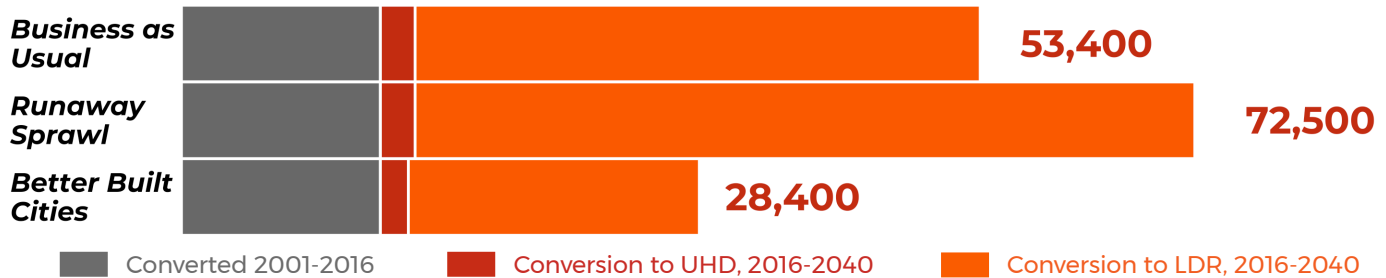 Business as
Usual
53,400
Runaway
Sprawl
72,500
Better Built
Cities
28,400
Converted 2001-2016
Conversion to UHD, 2016-2040
Conversion to LDR, 2016-2040